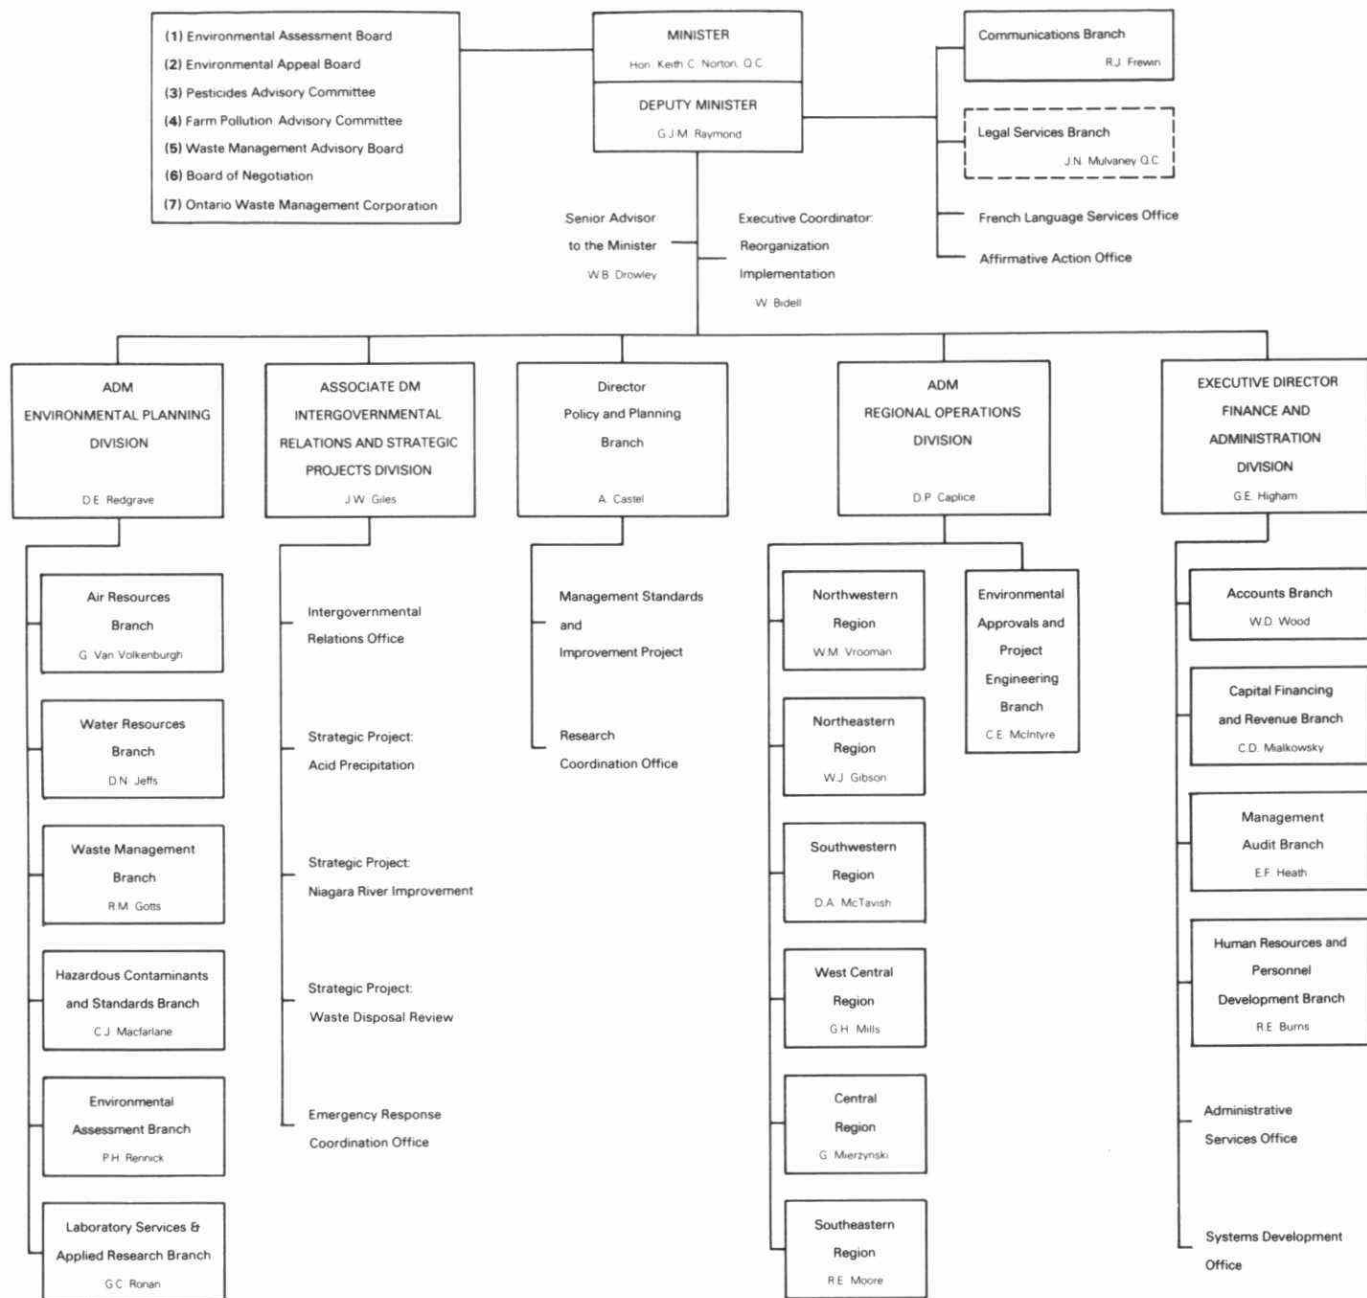 (1) Environmental Assessment Board
(2) Environmental Appeal Board
(3) Pesticides Advisory Committee
(4) Farm Pollution Advisory Committee
(5) Waste Management Advisory Board
(6) Board of Negotiation
(7) Ontario Waste Management Corporation
MINISTER
Hon. Keith C. Norton, Q.C.
DEPUTY MINISTER
G.J.M. Raymond
Communications Branch
R.J. Frewin
Legal Services Branch
J.N. Mulvaney Q.C.
French Language Services Office
Affirmative Action Office
Senior Advisor
to the Minister
W.B. Drowley
Executive Coordinator:
Reorganization
Implementation
W. Bidell
ADM
ENVIRONMENTAL PLANNING
DIVISION
D.E. Redgrave
ASSOCIATE DM
INTERGOVERNMENTAL
RELATIONS AND STRATEGIC
PROJECTS DIVISION
J.W. Giles
Director
Policy and Planning
Branch
A. Castel
ADM
REGIONAL OPERATIONS
DIVISION
D.P. Caplice
EXECUTIVE DIRECTOR
FINANCE AND
ADMINISTRATION
DIVISION
G.E. Higham
Air Resources
Branch
G. Van Volkenburgh
Water Resources
Branch
D.N. Jeffs
Waste Management
Branch
R.M. Gotts
Hazardous Contaminants
and Standards Branch
C.J. Macfarlane
Environmental
Assessment Branch
P.H. Rennick
Laboratory Services &
Applied Research Branch
G.C. Ronan
Intergovernmental
Relations Office
Strategic Project:
Acid Precipitation
Strategic Project:
Niagara River Improvement
Strategic Project:
Waste Disposal Review
Emergency Response
Coordination Office
Management Standards
and
Improvement Project
Research
Coordination Office
Northwestern
Region
W.M. Vrooman
Northeastern
Region
W.J. Gibson
Southwestern
Region
D.A. McTavish
West Central
Region
G.H. Mills
Central
Region
G. Mierzynski
Southeastern
Region
R.E. Moore
Environmental
Approvals and
Project
Engineering
Branch
C.E. McIntyre
Accounts Branch
W.D. Wood
Capital Financing
and Revenue Branch
C.D. Mialkowsky
Management
Audit Branch
E.F. Heath
Human Resources and
Personnel
Development Branch
R.E. Burns
Administrative
Services Office
Systems Development
Office